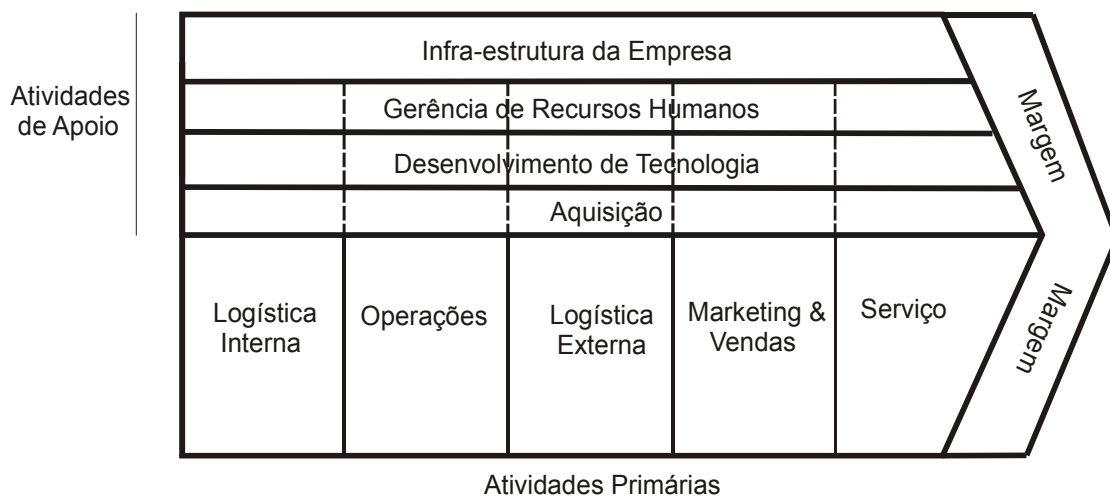 Infra-estrutura da Empresa
Atividades
de Apoio
Gerência de Recursos Humanos
Desenvolvimento de Tecnologia
Aquisição
Margem
Logística
Interna
Operações
Logística
Externa
Marketing &
Vendas
Serviço
Margem
Atividades Primárias